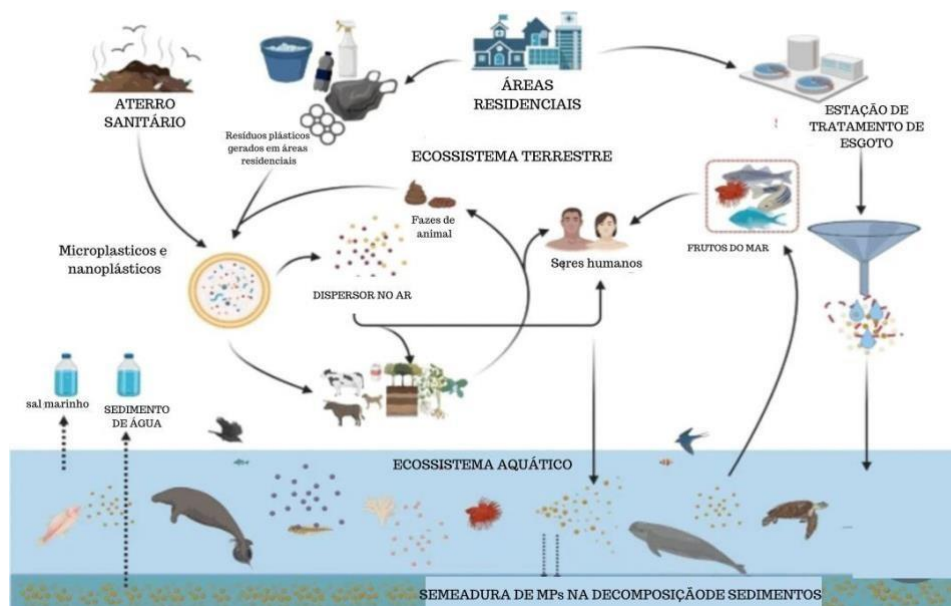 ATERRO
SANITÁRIO
Resíduos plásticos
gerados em áreas
residenciais
ÁREAS
RESIDENCIAIS
ESTAÇÃO DE
TRATAMENTO DE
ESGOTO
ECOSSISTEMA TERRESTRE
Fazes de
animal
Microplasticos e
nanoplásticos
DISPERSOR NO AR
Seres humanos
FRUTOS DO MAR
sal marinho
SEDIMENTO
DE ÁGUA
ECOSSISTEMA AQUÁTICO
SEMEADURA DE MPs NA DECOMPOSIÇÃODE SEDIMENTOS